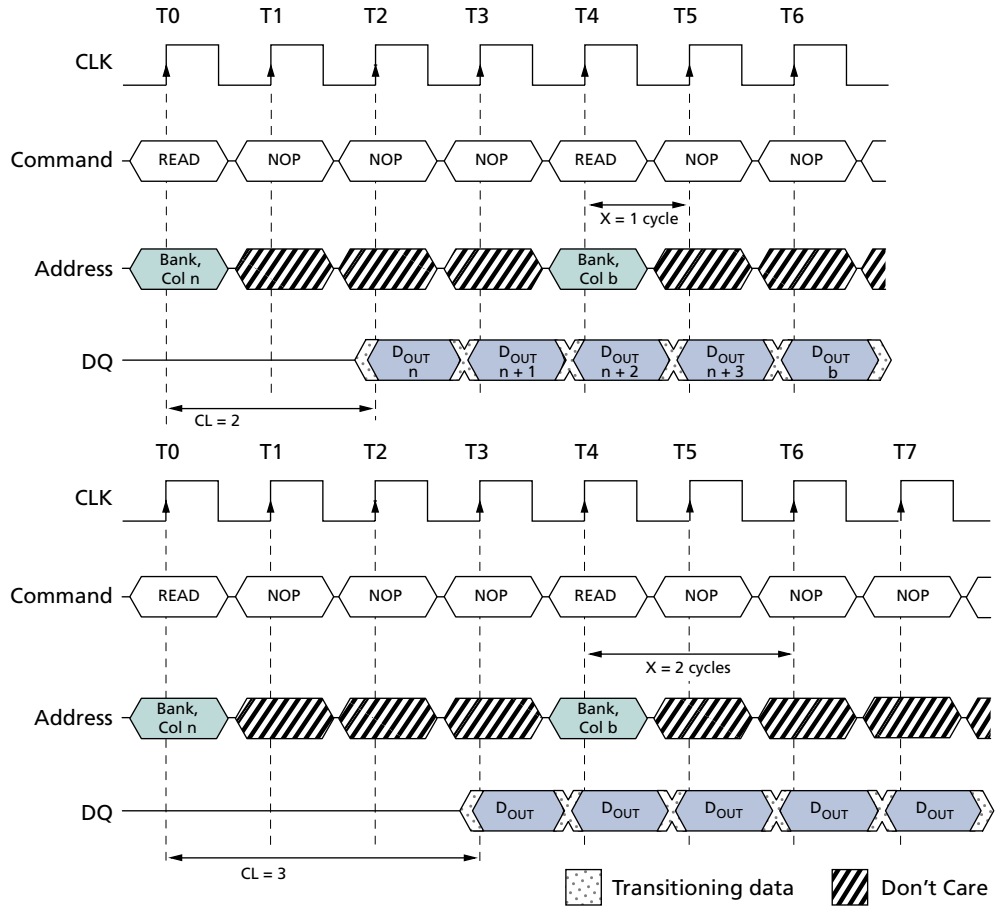 T0 T1 T2 T3 T4 T5 T6
CLK
Command READ NOP NOP NOP READ NOP NOP
X = 1 cycle
Address Bank, Col n Bank, Col b
DQ DOUT n DOUT n + 1 DOUT n + 2 DOUT n + 3 DOUT b
CL = 2
T0 T1 T2 T3 T4 T5 T6 T7
CLK
Command READ NOP NOP NOP READ NOP NOP NOP
X = 2 cycles
Address Bank, Col n Bank, Col b
DQ DOUT DOUT DOUT DOUT DOUT
CL = 3
Transitioning data Don't Care